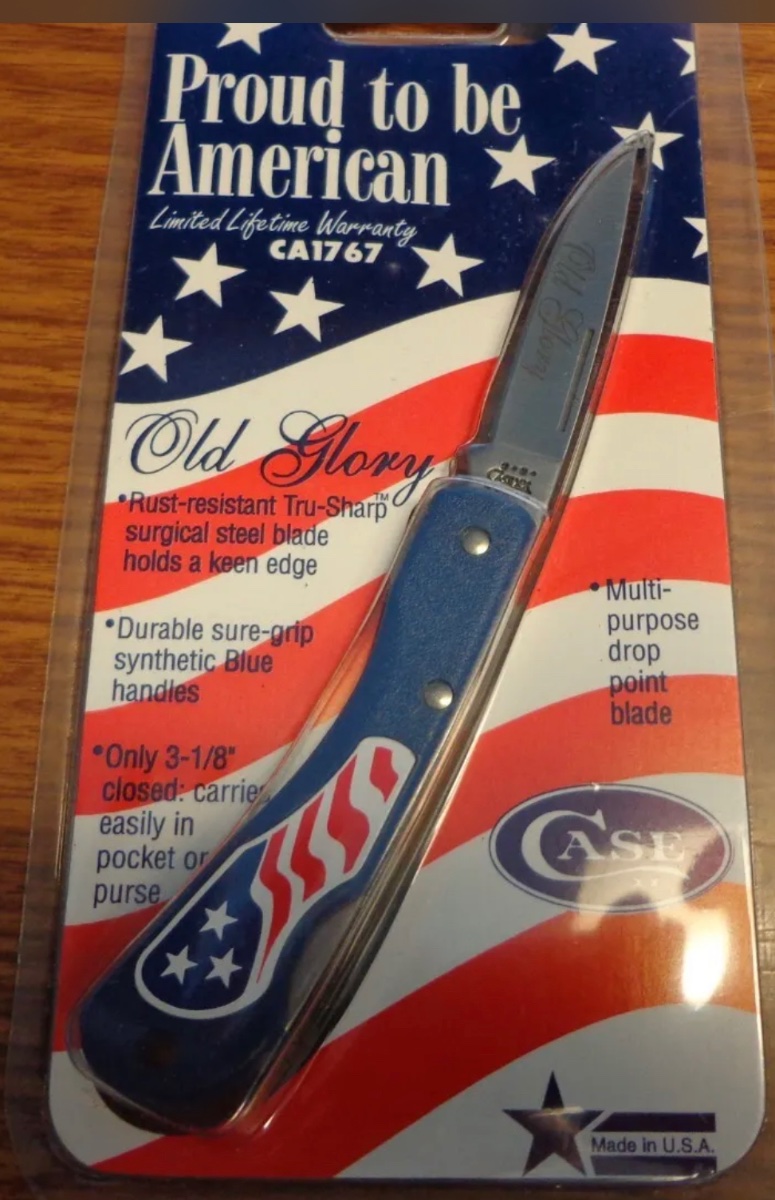 Proud to be
American
Limited Lifetime Warranty
CA1767
Old Glory
Old Glory
•Rust-resistant Tru-Sharp™
surgical steel blade
holds a keen edge
•Durable sure-grip
synthetic Blue
handles
•Only 3-1/8"
closed: carries
easily in
pocket or
purse
•Multi-
purpose
drop
point
blade
CASE
XX
Made in U.S.A.